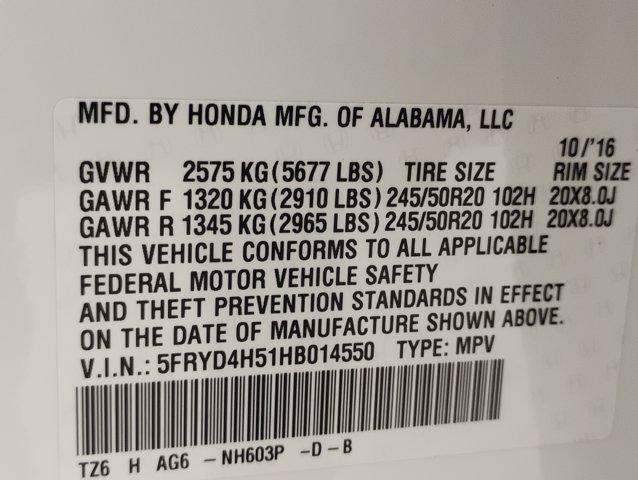 MFD. BY HONDA MFG. OF ALABAMA, LLC
10/'16
GVWR 2575 KG(5677 LBS) TIRE SIZE RIM SIZE
GAWR F 1320 KG(2910 LBS) 245/50R20 102H 20X8.0J
GAWR R 1345 KG(2965 LBS) 245/50R20 102H 20X8.0J
THIS VEHICLE CONFORMS TO ALL APPLICABLE
FEDERAL MOTOR VEHICLE SAFETY
AND THEFT PREVENTION STANDARDS IN EFFECT
ON THE DATE OF MANUFACTURE SHOWN ABOVE.
V.I.N.: 5FRYD4H51HB014550 TYPE: MPV
TZ6 H AG6 -NH603P -D-B